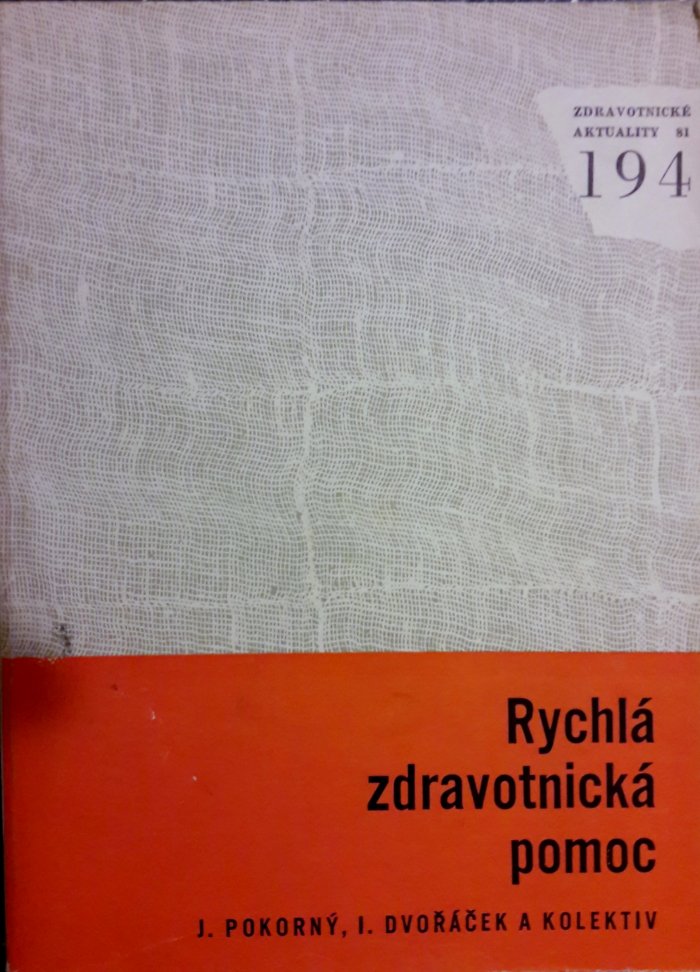 ZDRAVOTNICKÉ
AKTUALITY 81
194
Rychlá
zdravotnická
pomoc
J. POKORNÝ, I. DVOŘÁČEK A KOLEKTIV